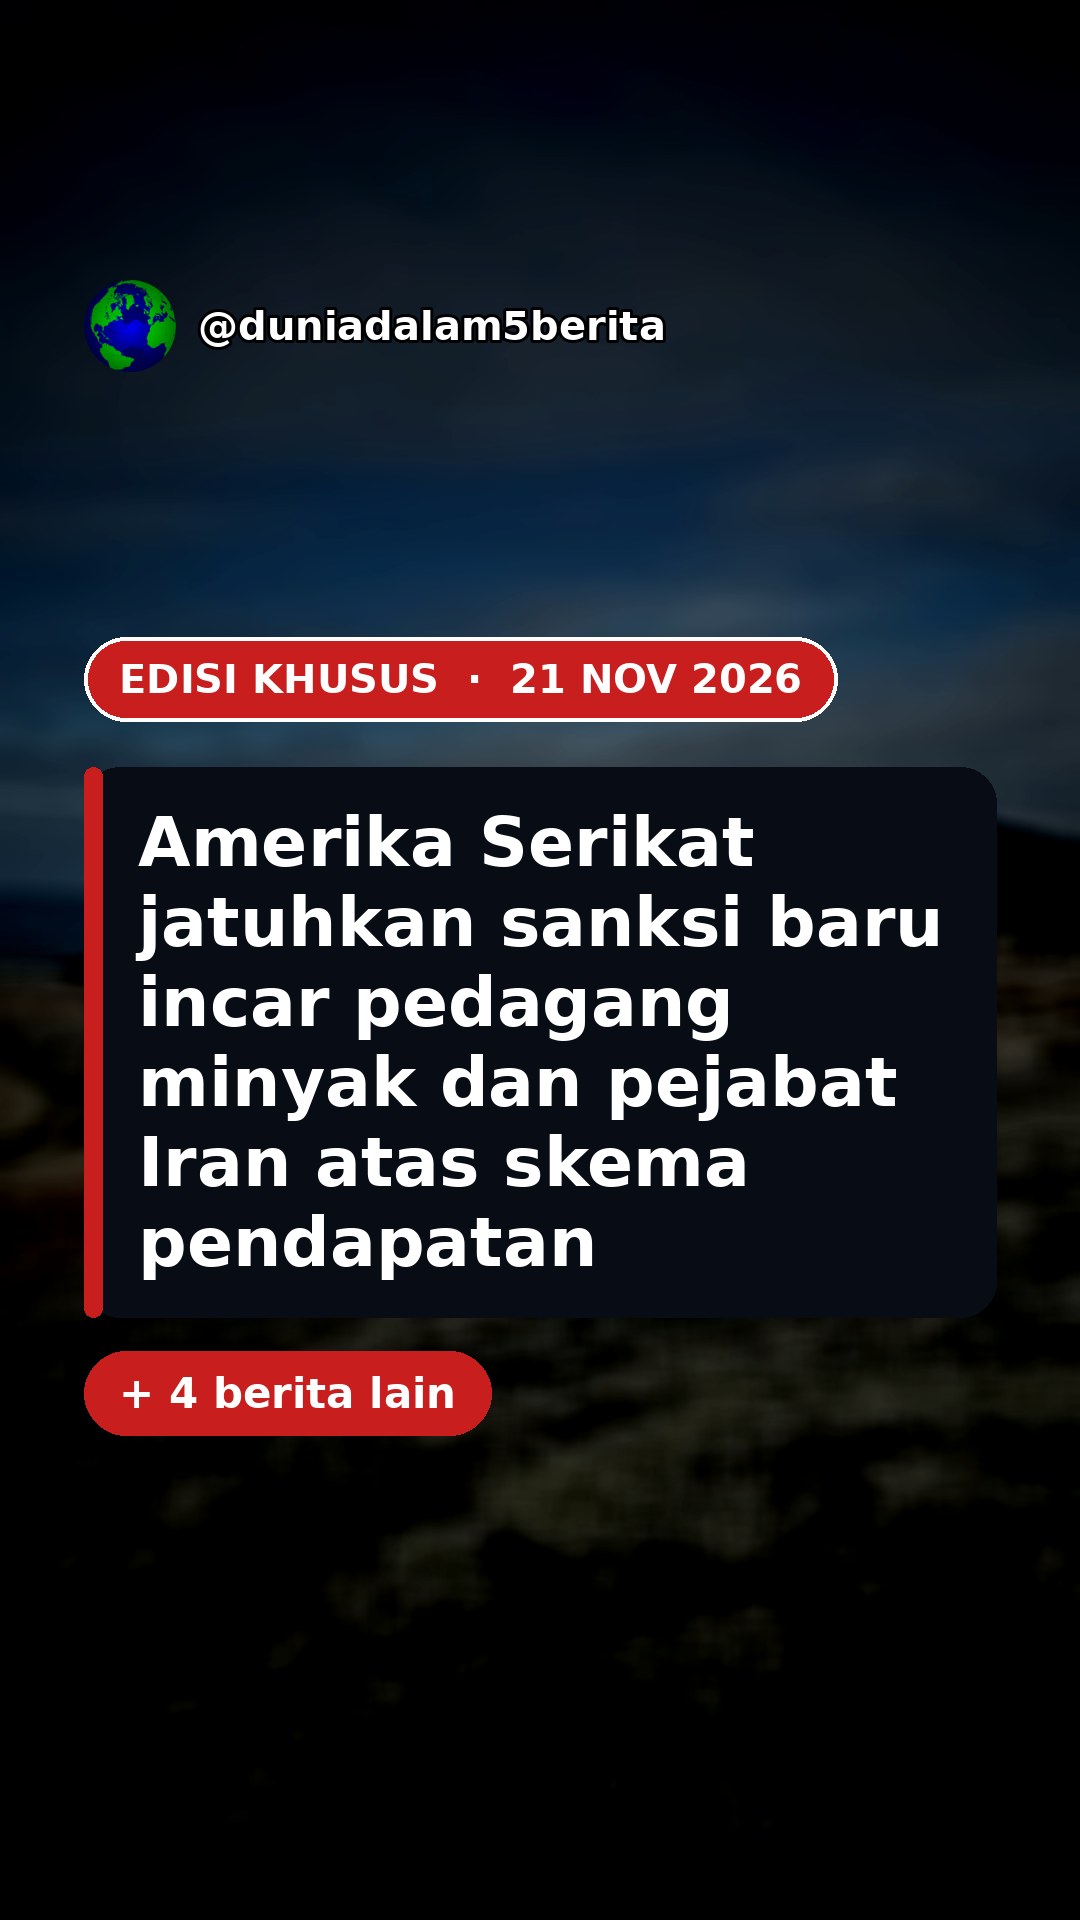 @duniadalam5berita
EDISI KHUSUS · 21 NOV 2026
Amerika Serikat
jatuhkan sanksi baru
incar pedagang
minyak dan pejabat
Iran atas skema
pendapatan
+ 4 berita lain